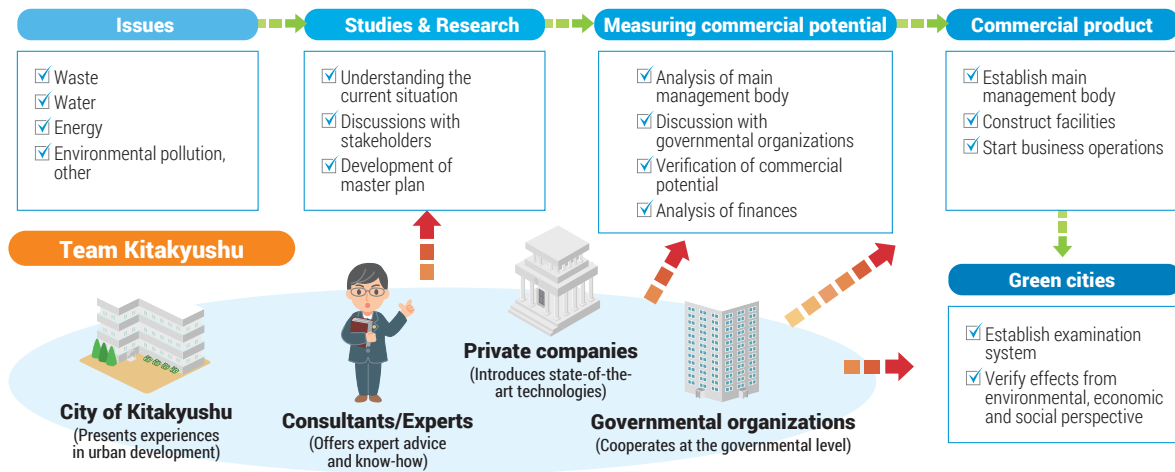 Issues
Waste
Water
Energy
Environmental pollution,
other
Studies & Research
Understanding the
current situation
Discussions with
stakeholders
Development of
master plan
Measuring commercial potential
Analysis of main
management body
Discussion with
governmental organizations
Verification of commercial
potential
Analysis of finances
Commercial product
Establish main
management body
Construct facilities
Start business operations
Green cities
Establish examination
system
Verify effects from
environmental, economic
and social perspective
Team Kitakyushu
City of Kitakyushu
(Presents experiences
in urban development)
Consultants/Experts
(Offers expert advice
and know-how)
Private companies
(Introduces state-of-the-
art technologies)
Governmental organizations
(Cooperates at the governmental level)